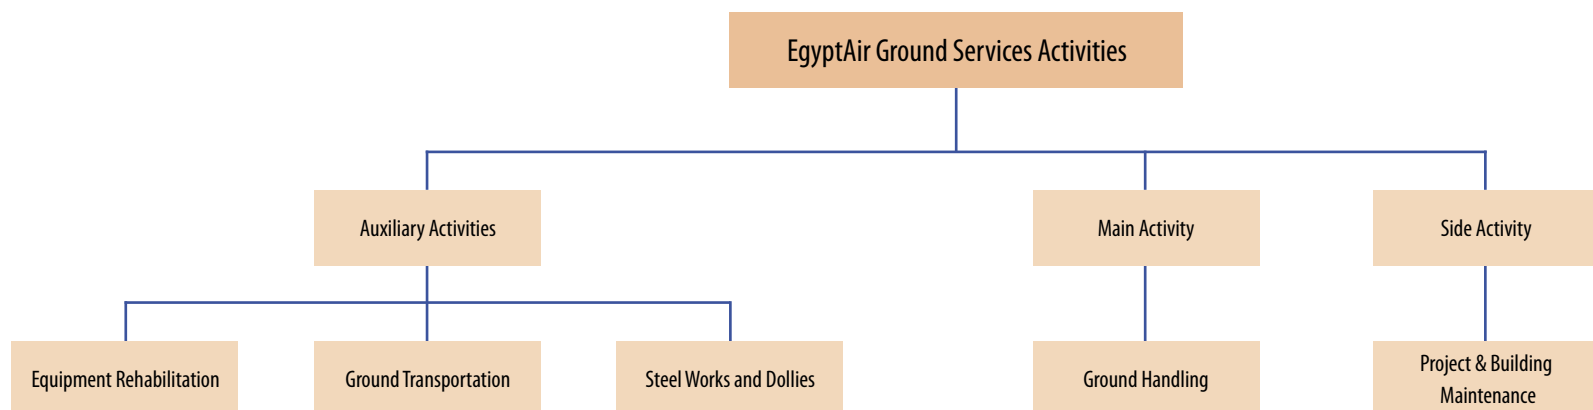 EgyptAir Ground Services Activities
Auxiliary Activities
Main Activity
Side Activity
Equipment Rehabilitation
Ground Transportation
Steel Works and Dollies
Ground Handling
Project & Building
Maintenance